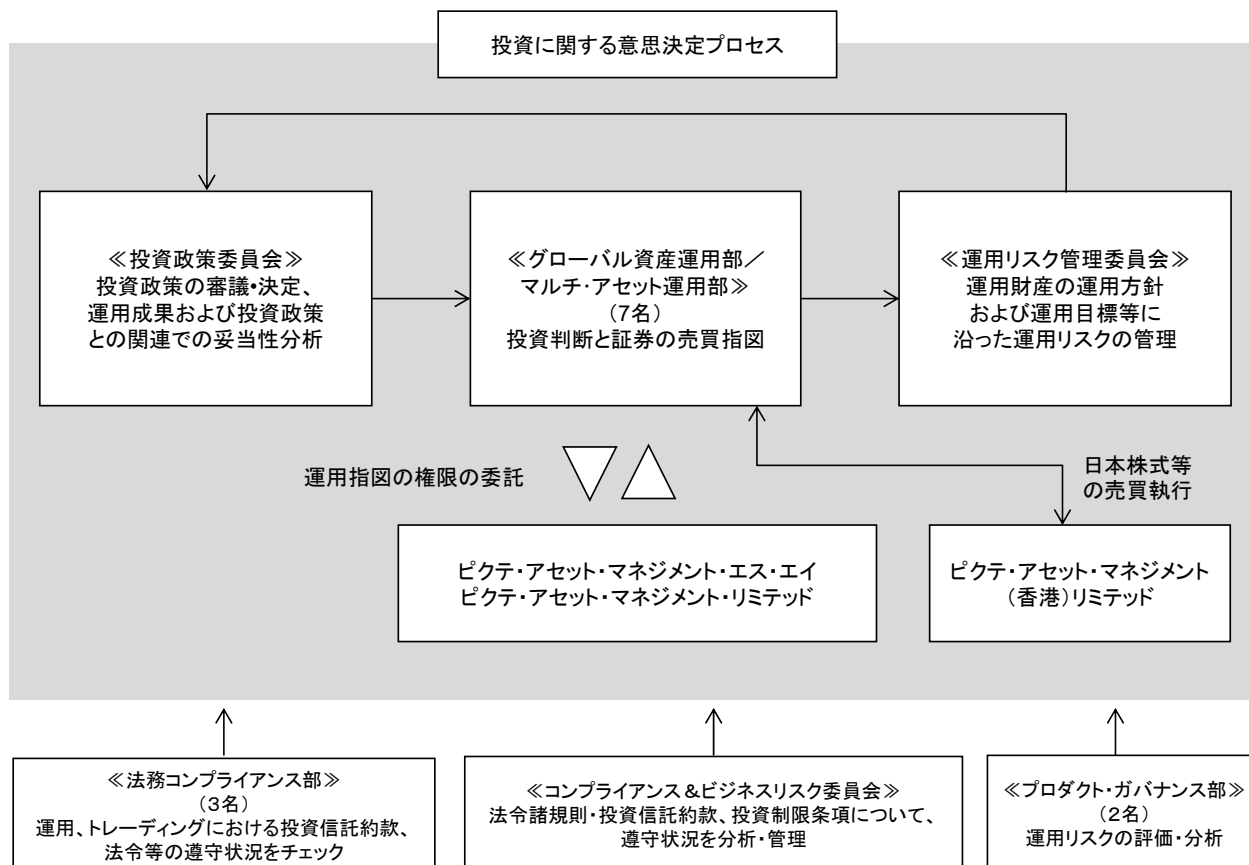 投資に関する意思決定プロセス
≪投資政策委員会≫
投資政策の審議・決定、
運用成果および投資政策
との関連での妥当性分析
≪グローバル資産運用部／
マルチ・アセット運用部≫
（7名）
投資判断と証券の売買指図
≪運用リスク管理委員会≫
運用財産の運用方針
および運用目標等に
沿った運用リスクの管理
運用指図の権限の委託
日本株式等
の売買執行
ピクテ・アセット・マネジメント・エス・エイ
ピクテ・アセット・マネジメント・リミテッド
ピクテ・アセット・マネジメント
（香港）リミテッド
≪法務コンプライアンス部≫
（3名）
運用、トレーディングにおける投資信託約款、
法令等の遵守状況をチェック
≪コンプライアンス＆ビジネスリスク委員会≫
法令諸規則・投資信託約款、投資制限条項について、
遵守状況を分析・管理
≪プロダクト・ガバナンス部≫
（2名）
運用リスクの評価・分析